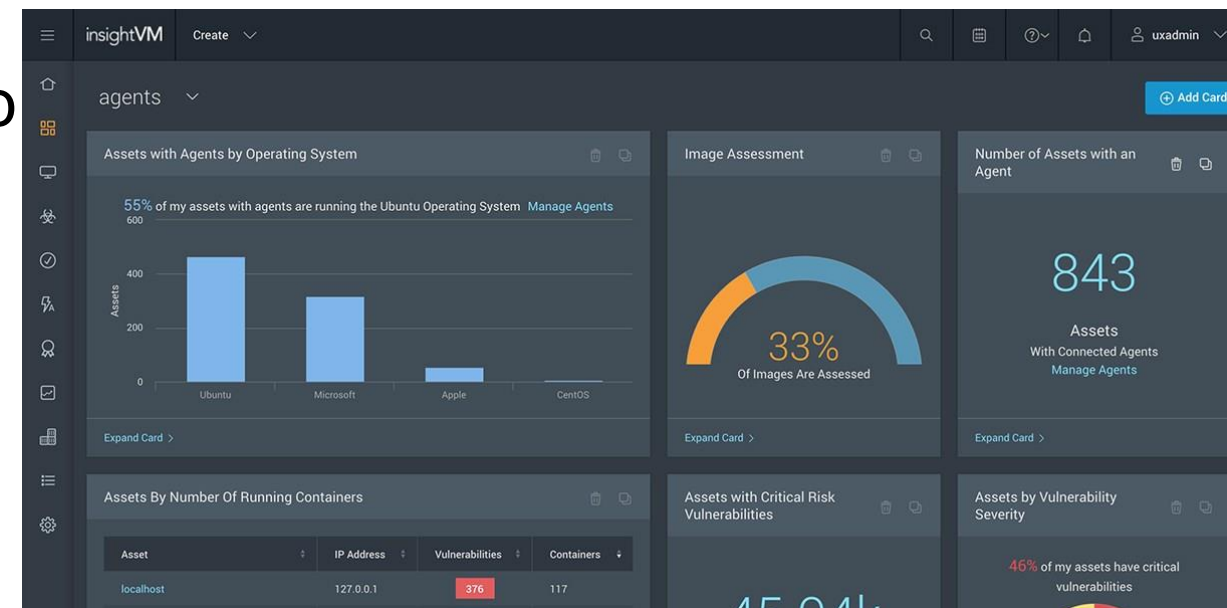 insightVM Create uxadmin
agents
Add Card
Assets with Agents by Operating System
55% of my assets with agents are running the Ubuntu Operating System Manage Agents
600
400
200
0
Assets
Ubuntu Microsoft Apple CentOS
Expand Card >
Image Assessment
33%
Of Images Are Assessed
Expand Card >
Number of Assets with an
Agent
843
Assets
With Connected Agents
Manage Agents
Expand Card >
Assets By Number Of Running Containers
Asset IP Address Vulnerabilities Containers
localhost 127.0.0.1 376 117
Assets with Critical Risk
Vulnerabilities
Assets by Vulnerability
Severity
46% of my assets have critical
vulnerabilities